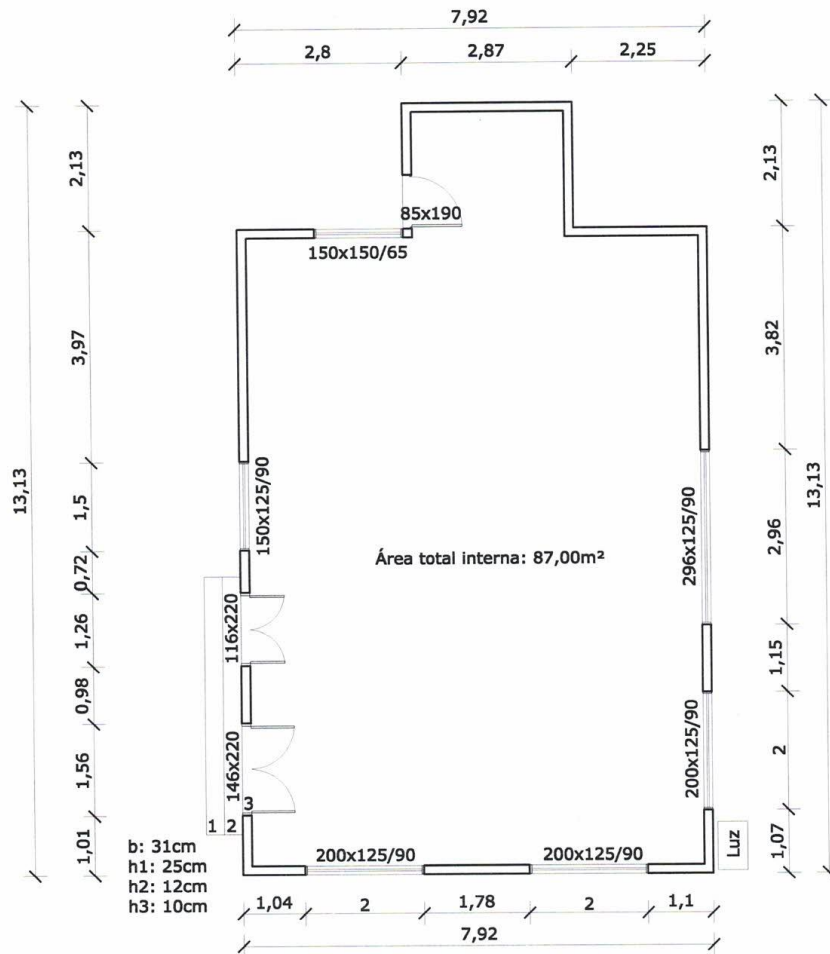 7,92
2,8
2,87
2,25
13,13
2,13
3,97
1,5
0,72
1,26
0,98
1,56
1,01
85x190
150x150/65
150x125/90
Área total interna: 87,00m²
116x220
146x220
1
2
3
296x125/90
200x125/90
2,13
3,82
2,96
1,15
2
1,07
13,13
Luz
b: 31cm
h1: 25cm
h2: 12cm
h3: 10cm
200x125/90
200x125/90
1,04
2
1,78
2
1,1
7,92